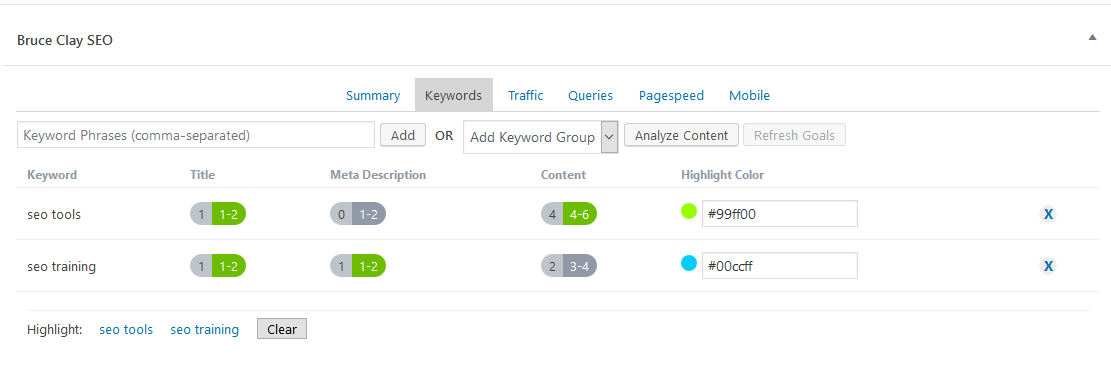 Bruce Clay SEO
Summary Keywords Traffic Queries Pagespeed Mobile
Keyword Phrases (comma-separated) Add OR Add Keyword Group Analyze Content Refresh Goals
Keyword Title Meta Description Content Highlight Color
seo tools 1 1-2 0 1-2 4 4-6 #99ff00 X
seo training 1 1-2 1 1-2 2 3-4 #00ccff X
Highlight: seo tools seo training Clear